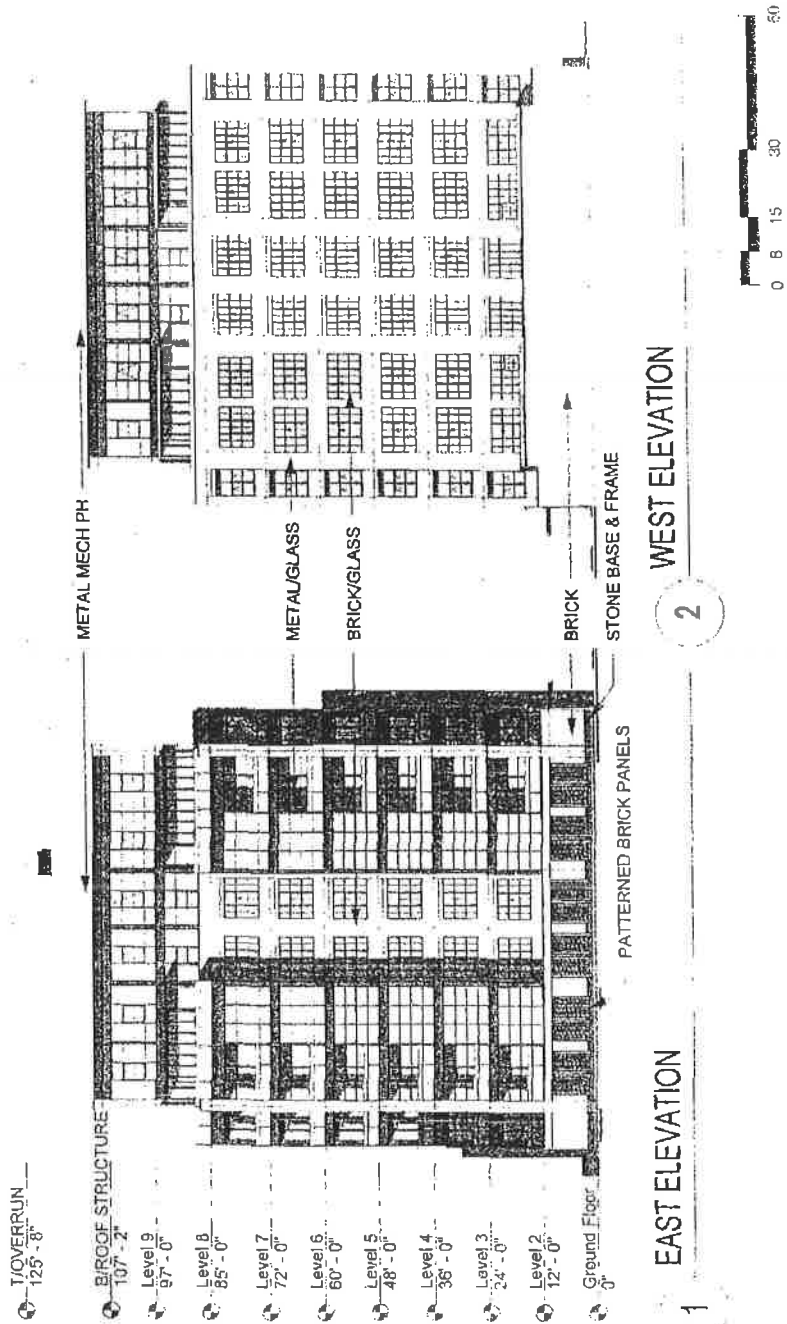 T/OVERRUN
125' - 8"
B/ROOF STRUCTURE
107' - 2"
Level 9
97' - 0"
Level 8
85' - 0"
Level 7
72' - 0"
Level 6
60' - 0"
Level 5
48' - 0"
Level 4
36' - 0"
Level 3
24' - 0"
Level 2
12' - 0"
Ground Floor
0"
METAL MECH PH
METAL/GLASS
BRICK/GLASS
BRICK
STONE BASE & FRAME
PATTERNED BRICK PANELS
1 EAST ELEVATION
2 WEST ELEVATION
0 8 15 30 60